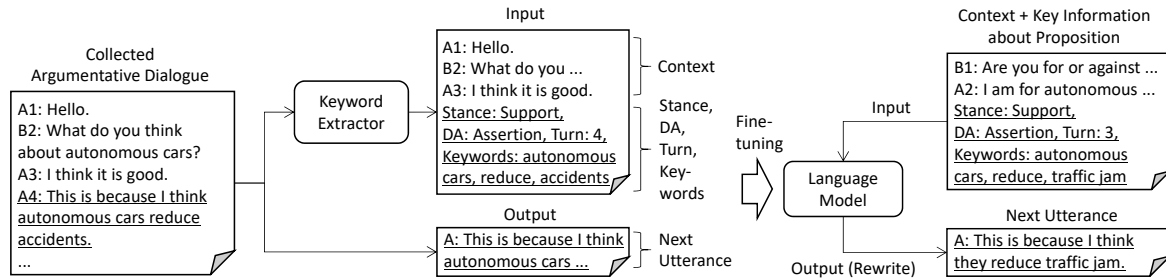 Collected
Argumentative Dialogue
A1: Hello.
B2: What do you think
about autonomous cars?
A3: I think it is good.
A4: This is because I think
autonomous cars reduce
accidents.
...
Keyword
Extractor
Input
A1: Hello.
B2: What do you ...
A3: I think it is good.
Stance: Support,
DA: Assertion, Turn: 4,
Keywords: autonomous
cars, reduce, accidents
Context
Stance,
DA,
Turn,
Key-
words
Output
A: This is because I think
autonomous cars ...
Next
Utterance
Fine-
tuning
Context + Key Information
about Proposition
B1: Are you for or against ...
A2: I am for autonomous ...
Stance: Support,
DA: Assertion, Turn: 3,
Keywords: autonomous
cars, reduce, traffic jam
Input
Language
Model
Output (Rewrite)
Next Utterance
A: This is because I think
they reduce traffic jam.